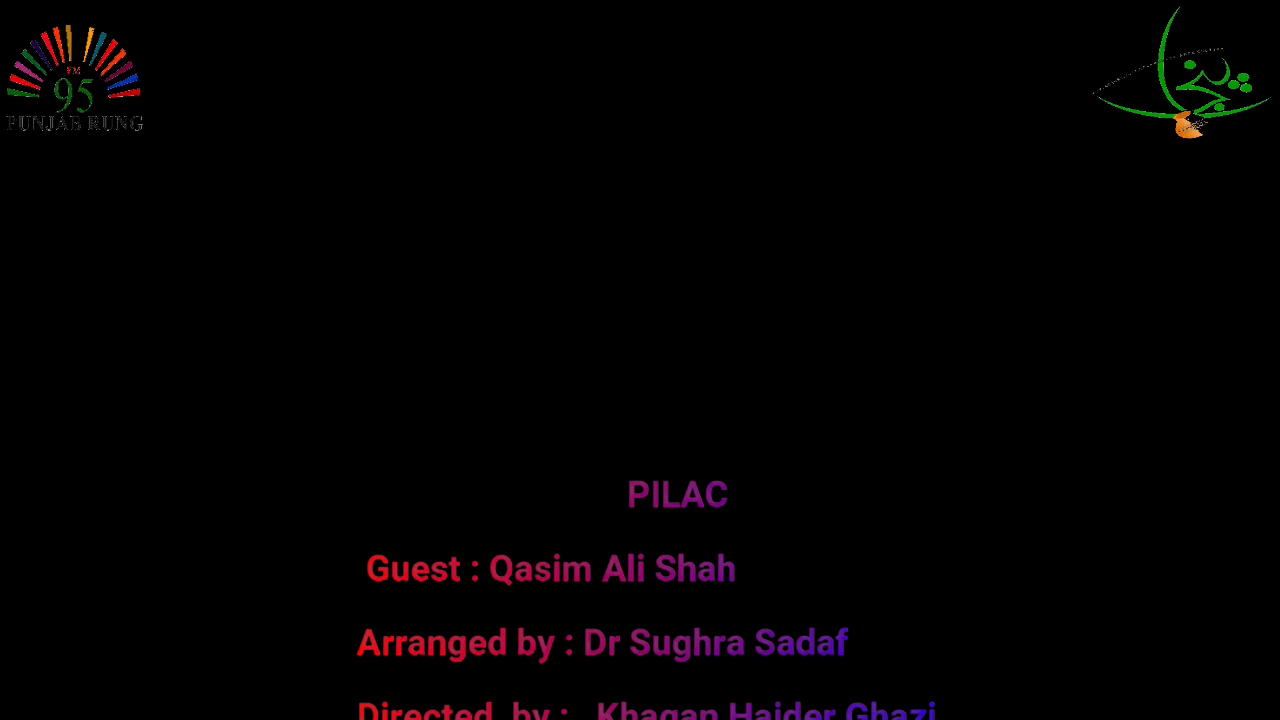 FM
95
PUNJAB RUNG
PILAC
Guest : Qasim Ali Shah
Arranged by : Dr Sughra Sadaf
Directed by : Khaqan Haider Ghazi